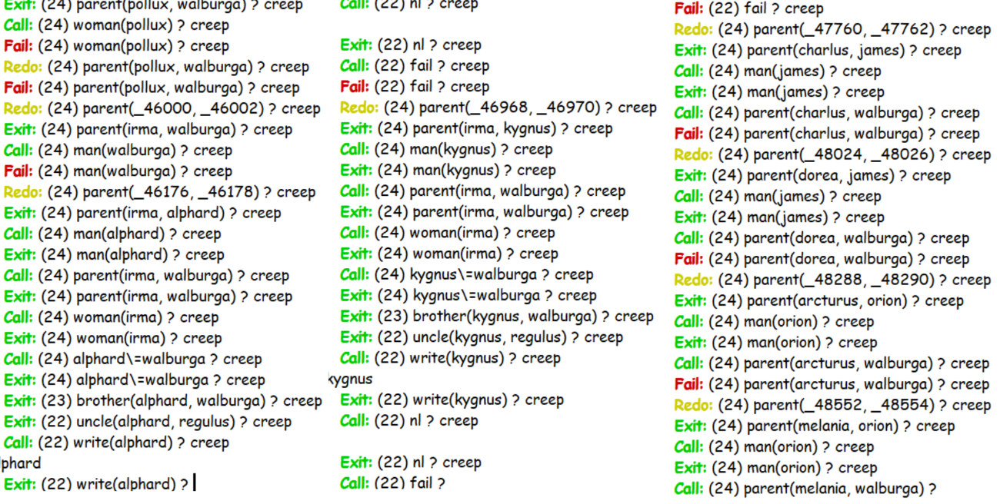 Exit: (24) parent(pollux, walburga) ? creep
Call: (24) woman(pollux) ? creep
Fail: (24) woman(pollux) ? creep
Redo: (24) parent(pollux, walburga) ? creep
Fail: (24) parent(pollux, walburga) ? creep
Redo: (24) parent(_46000, _46002) ? creep
Exit: (24) parent(irma, walburga) ? creep
Call: (24) man(walburga) ? creep
Fail: (24) man(walburga) ? creep
Redo: (24) parent(_46176, _46178) ? creep
Exit: (24) parent(irma, alphard) ? creep
Call: (24) man(alphard) ? creep
Exit: (24) man(alphard) ? creep
Call: (24) parent(irma, walburga) ? creep
Exit: (24) parent(irma, walburga) ? creep
Call: (24) woman(irma) ? creep
Exit: (24) woman(irma) ? creep
Call: (24) alphard\=walburga ? creep
Exit: (24) alphard\=walburga ? creep
Exit: (23) brother(alphard, walburga) ? creep
Exit: (22) uncle(alphard, regulus) ? creep
Call: (22) write(alphard) ? creep
lphard
Exit: (22) write(alphard) ?
Call: (22) nl ? creep
Exit: (22) nl ? creep
Call: (22) fail ? creep
Fail: (22) fail ? creep
Redo: (24) parent(_46968, _46970) ? creep
Exit: (24) parent(irma, kygnus) ? creep
Call: (24) man(kygnus) ? creep
Exit: (24) man(kygnus) ? creep
Call: (24) parent(irma, walburga) ? creep
Exit: (24) parent(irma, walburga) ? creep
Call: (24) woman(irma) ? creep
Exit: (24) woman(irma) ? creep
Call: (24) kygnus\=walburga ? creep
Exit: (24) kygnus\=walburga ? creep
Exit: (23) brother(kygnus, walburga) ? creep
Exit: (22) uncle(kygnus, regulus) ? creep
Call: (22) write(kygnus) ? creep
kygnus
Exit: (22) write(kygnus) ? creep
Call: (22) nl ? creep
Exit: (22) nl ? creep
Call: (22) fail ?
Fail: (22) fail ? creep
Redo: (24) parent(_47760, _47762) ? creep
Exit: (24) parent(charlus, james) ? creep
Call: (24) man(james) ? creep
Exit: (24) man(james) ? creep
Call: (24) parent(charlus, walburga) ? creep
Fail: (24) parent(charlus, walburga) ? creep
Redo: (24) parent(_48024, _48026) ? creep
Exit: (24) parent(dorea, james) ? creep
Call: (24) man(james) ? creep
Exit: (24) man(james) ? creep
Call: (24) parent(dorea, walburga) ? creep
Fail: (24) parent(dorea, walburga) ? creep
Redo: (24) parent(_48288, _48290) ? creep
Exit: (24) parent(arcturus, orion) ? creep
Call: (24) man(orion) ? creep
Exit: (24) man(orion) ? creep
Call: (24) parent(arcturus, walburga) ? creep
Fail: (24) parent(arcturus, walburga) ? creep
Redo: (24) parent(_48552, _48554) ? creep
Exit: (24) parent(melania, orion) ? creep
Call: (24) man(orion) ? creep
Exit: (24) man(orion) ? creep
Call: (24) parent(melania, walburga) ?